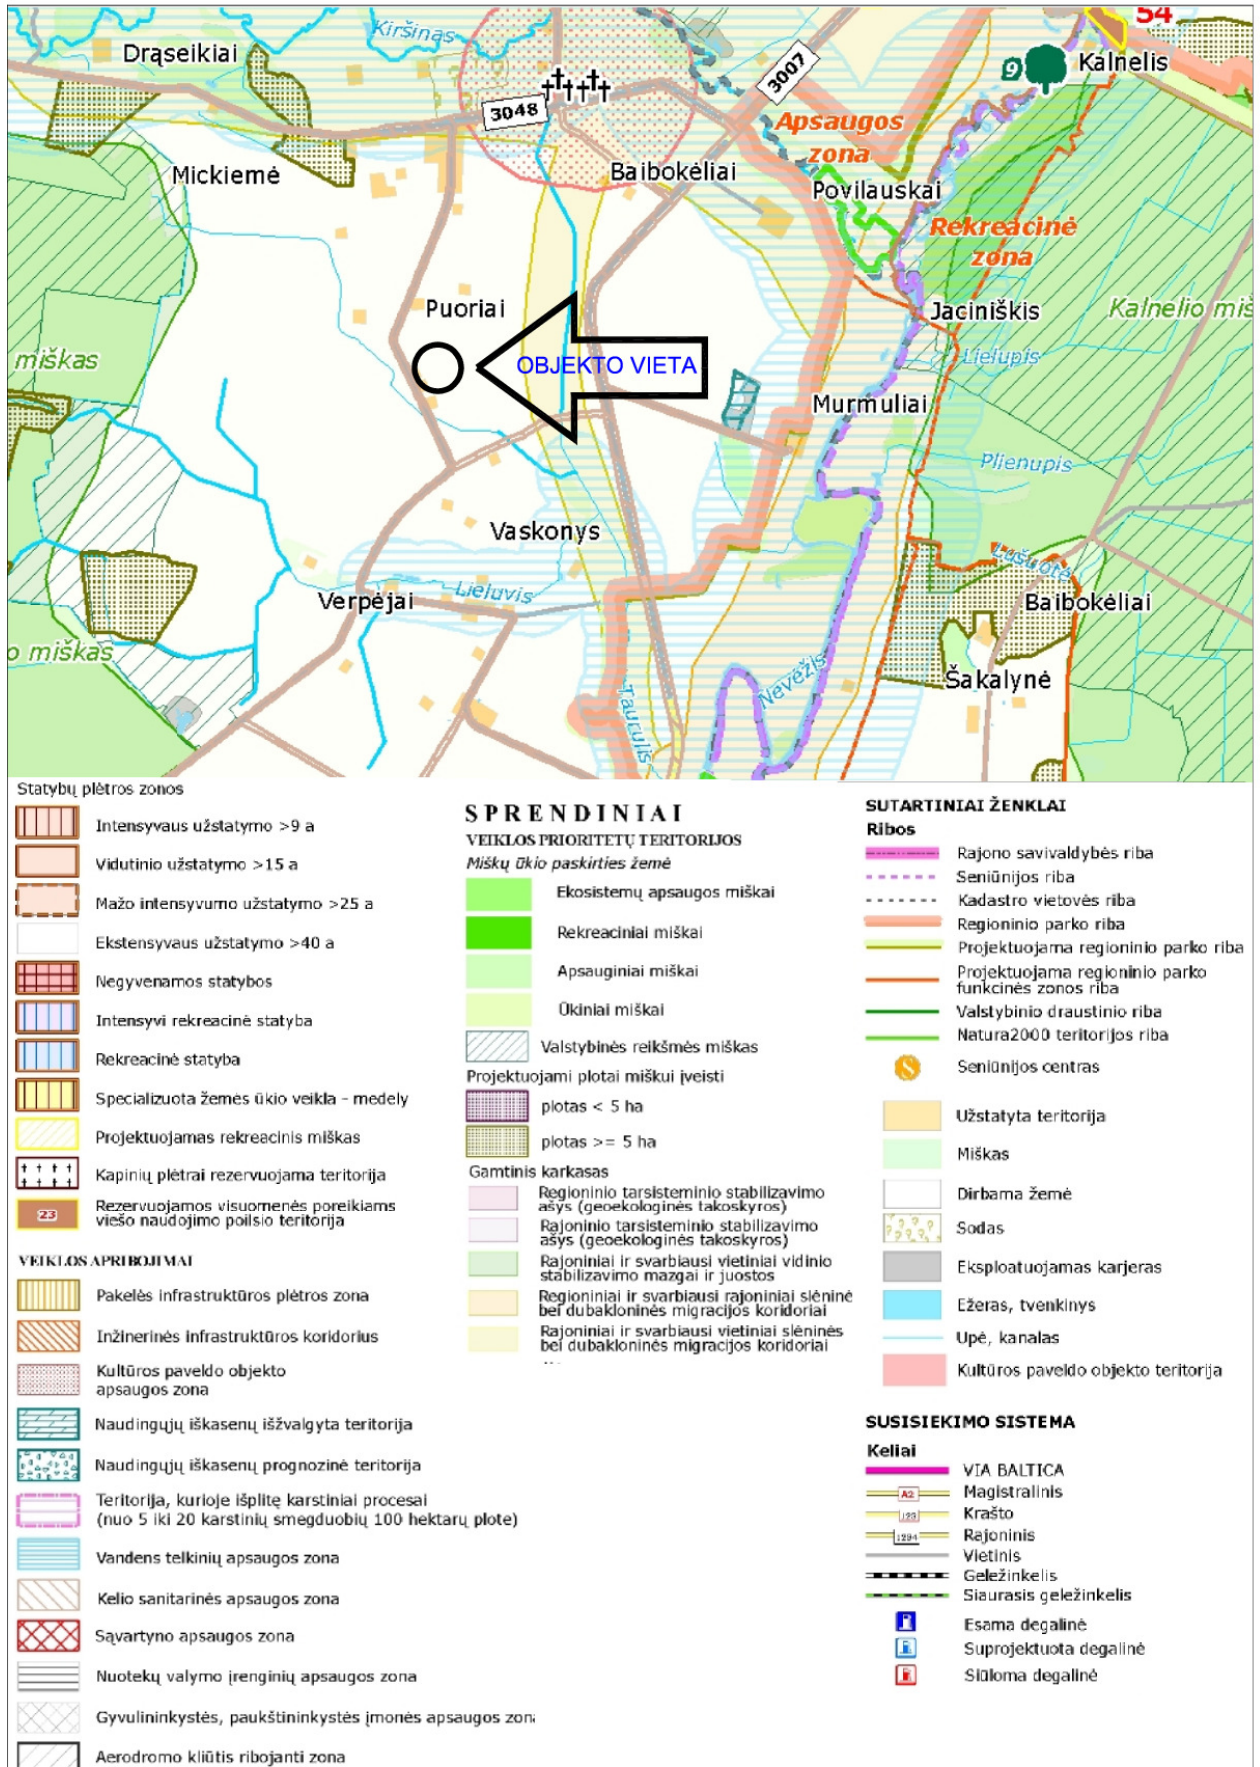 S4
Kiršinas
Drąseikiai
9
Kalnelis
3007
3048
Apsaugos
zona
Mickiemė
Baibokėliai
Povilauskai
Rekreacinė
zona
Puoriai
Jaciniškis
Kalnelio miš
miškas
OBJEKTO VIETA
Lielupis
Murmuliai
Plienupis
Vaskonys
Lušuotė
Lieluvis
Verpėjai
Baibokėliai
o miškas
Šakalynė
Nevėžis
Taurulis
Statybų plėtros zonos
Intensyvaus užstatymo >9 a
Vidutinio užstatymo >15 a
Mažo intensyvumo užstatymo >25 a
Ekstensyvaus užstatymo >40 a
Negyvenamos statybos
Intensyvi rekreacinė statyba
Rekreacinė statyba
Specializuota žemės ūkio veikla - medely
Projektuojamas rekreacinis miškas
Kapinių plėtrai rezervuojama teritorija
23
Rezervuojamos visuomenės poreikiams
viešo naudojimo poilsio teritorija
VEIKLOS APRIBOJIMAI
Pakelės infrastruktūros plėtros zona
Inžinerinės infrastruktūros koridorius
Kultūros paveldo objekto
apsaugos zona
Naudingųjų iškasenų išžvalgyta teritorija
Naudingųjų iškasenų prognozinė teritorija
Teritorija, kurioje išplitę karstiniai procesai
(nuo 5 iki 20 karstinių smegduobių 100 hektarų plote)
Vandens telkinių apsaugos zona
Kelio sanitarinės apsaugos zona
Sąvartyno apsaugos zona
Nuotekų valymo įrenginių apsaugos zona
Gyvulininkystės, paukštininkystės įmonės apsaugos zona
Aerodromo kliūtis ribojanti zona
SPRENDINIAI
VEIKLOS PRIORITETŲ TERITORIJOS
Miškų ūkio paskirties žemė
Ekosistemų apsaugos miškai
Rekreaciniai miškai
Apsauginiai miškai
Ūkiniai miškai
Valstybinės reikšmės miškas
Projektuojami plotai miškui įveisti
plotas < 5 ha
plotas >= 5 ha
Gamtinis karkasas
Regioninio tarsisteminio stabilizavimo
ašys (geoekologinės takoskyros)
Rajoninio tarsisteminio stabilizavimo
ašys (geoekologinės takoskyros)
Rajoniniai ir svarbiausi vietiniai vidinio
stabilizavimo mazgai ir juostos
Regioniniai ir svarbiausi rajoniniai slėninė
bei dubakloninės migracijos koridoriai
Rajoniniai ir svarbiausi vietiniai slėninės
bei dubakloninės migracijos koridoriai
SUTARTINIAI ŽENKLAI
Ribos
Rajono savivaldybės riba
Seniūnijos riba
Kadastro vietovės riba
Regioninio parko riba
Projektuojama regioninio parko riba
Projektuojama regioninio parko
funkcinės zonos riba
Valstybinio draustinio riba
Natura2000 teritorijos riba
S
Seniūnijos centras
Užstatyta teritorija
Miškas
Dirbama žemė
Sodas
Eksploatuojamas karjeras
Ežeras, tvenkinys
Upė, kanalas
Kultūros paveldo objekto teritorija
SUSISIEKIMO SISTEMA
Keliai
VIA BALTICA
A2 Magistralinis
123 Krašto
1294 Rajoninis
Vietinis
Geležinkelis
Siaurasis geležinkelis
Esama degalinė
Suprojektuota degalinė
Siūloma degalinė